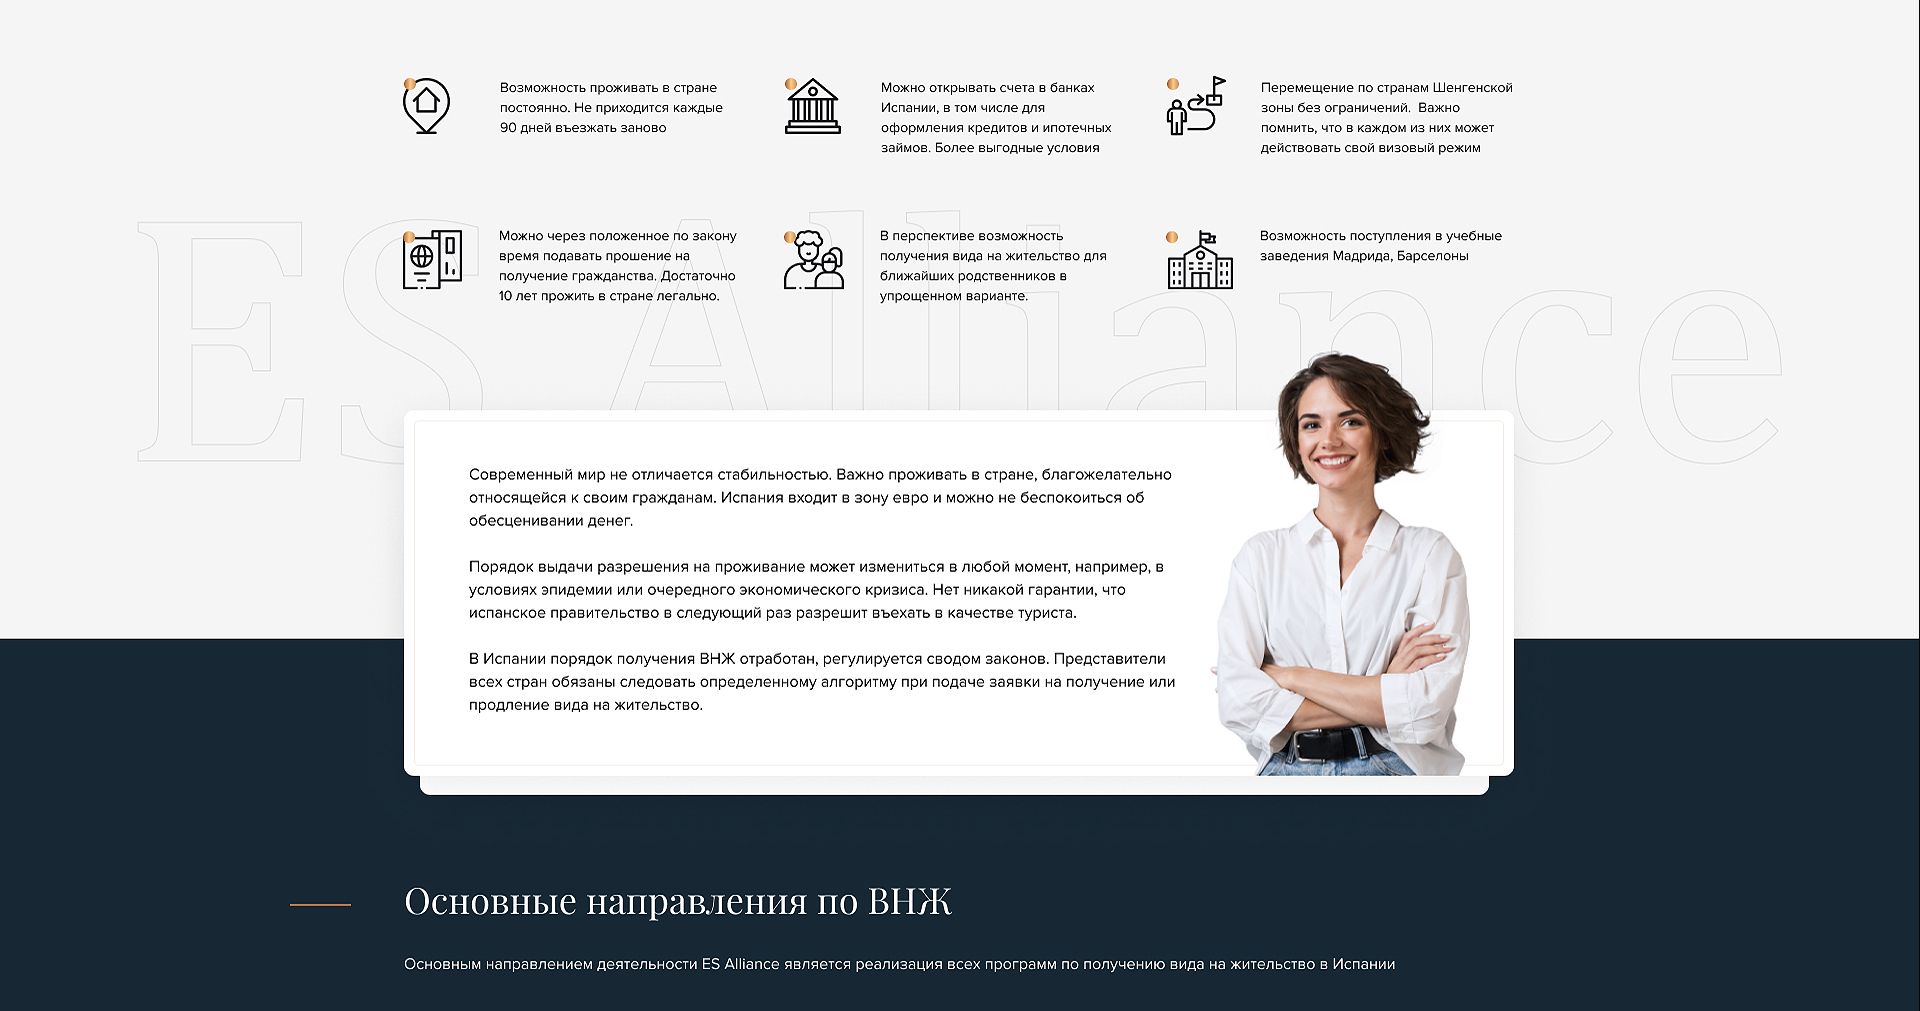 Возможность проживать в стране
постоянно. Не приходится каждые
90 дней въезжать заново
Можно открывать счета в банках
Испании, в том числе для
оформления кредитов и ипотечных
займов. Более выгодные условия
Перемещение по странам Шенгенской
зоны без ограничений.  Важно
помнить, что в каждом из них может
действовать свой визовый режим
ES Alliance
Можно через положенное по закону
время подавать прошение на
получение гражданства. Достаточно
10 лет прожить в стране легально.
В перспективе возможность
получения вида на жительство для
ближайших родственников в
упрощенном варианте.
Возможность поступления в учебные
заведения Мадрида, Барселоны
Современный мир не отличается стабильностью. Важно проживать в стране, благожелательно
относящейся к своим гражданам. Испания входит в зону евро и можно не беспокоиться об
обесценивании денег.
Порядок выдачи разрешения на проживание может измениться в любой момент, например, в
условиях эпидемии или очередного экономического кризиса. Нет никакой гарантии, что
испанское правительство в следующий раз разрешит въехать в качестве туриста.
В Испании порядок получения ВНЖ отработан, регулируется сводом законов. Представители
всех стран обязаны следовать определенному алгоритму при подаче заявки на получение или
продление вида на жительство.
Основные направления по ВНЖ
Основным направлением деятельности ES Alliance является реализация всех программ по получению вида на жительство в Испании